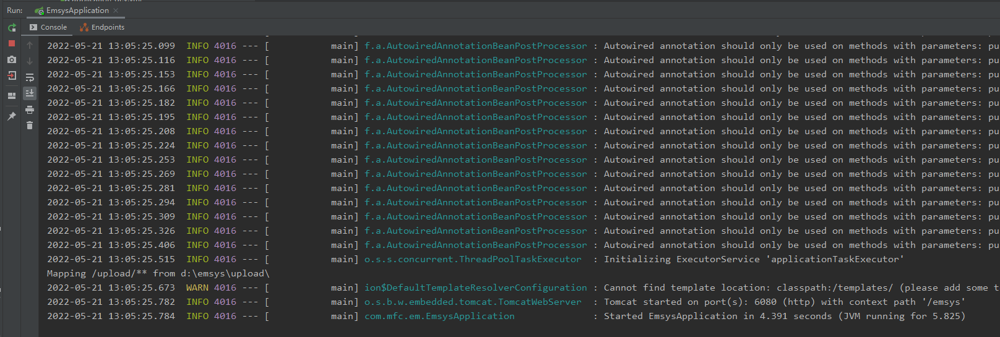 Run: EmsysApplication
Console Endpoints
2022-05-21 13:05:25.099 INFO 4016 --- [ main] f.a.AutowiredAnnotationBeanPostProcessor : Autowired annotation should only be used on methods with parameters: pu
2022-05-21 13:05:25.116 INFO 4016 --- [ main] f.a.AutowiredAnnotationBeanPostProcessor : Autowired annotation should only be used on methods with parameters: pu
2022-05-21 13:05:25.153 INFO 4016 --- [ main] f.a.AutowiredAnnotationBeanPostProcessor : Autowired annotation should only be used on methods with parameters: pu
2022-05-21 13:05:25.166 INFO 4016 --- [ main] f.a.AutowiredAnnotationBeanPostProcessor : Autowired annotation should only be used on methods with parameters: pu
2022-05-21 13:05:25.182 INFO 4016 --- [ main] f.a.AutowiredAnnotationBeanPostProcessor : Autowired annotation should only be used on methods with parameters: pu
2022-05-21 13:05:25.195 INFO 4016 --- [ main] f.a.AutowiredAnnotationBeanPostProcessor : Autowired annotation should only be used on methods with parameters: pu
2022-05-21 13:05:25.208 INFO 4016 --- [ main] f.a.AutowiredAnnotationBeanPostProcessor : Autowired annotation should only be used on methods with parameters: pu
2022-05-21 13:05:25.224 INFO 4016 --- [ main] f.a.AutowiredAnnotationBeanPostProcessor : Autowired annotation should only be used on methods with parameters: pu
2022-05-21 13:05:25.253 INFO 4016 --- [ main] f.a.AutowiredAnnotationBeanPostProcessor : Autowired annotation should only be used on methods with parameters: pu
2022-05-21 13:05:25.269 INFO 4016 --- [ main] f.a.AutowiredAnnotationBeanPostProcessor : Autowired annotation should only be used on methods with parameters: pu
2022-05-21 13:05:25.281 INFO 4016 --- [ main] f.a.AutowiredAnnotationBeanPostProcessor : Autowired annotation should only be used on methods with parameters: pu
2022-05-21 13:05:25.294 INFO 4016 --- [ main] f.a.AutowiredAnnotationBeanPostProcessor : Autowired annotation should only be used on methods with parameters: pu
2022-05-21 13:05:25.309 INFO 4016 --- [ main] f.a.AutowiredAnnotationBeanPostProcessor : Autowired annotation should only be used on methods with parameters: pu
2022-05-21 13:05:25.326 INFO 4016 --- [ main] f.a.AutowiredAnnotationBeanPostProcessor : Autowired annotation should only be used on methods with parameters: pu
2022-05-21 13:05:25.406 INFO 4016 --- [ main] f.a.AutowiredAnnotationBeanPostProcessor : Autowired annotation should only be used on methods with parameters: pu
2022-05-21 13:05:25.515 INFO 4016 --- [ main] o.s.s.concurrent.ThreadPoolTaskExecutor : Initializing ExecutorService 'applicationTaskExecutor'
Mapping /upload/** from d:\emsys\upload\
2022-05-21 13:05:25.673 WARN 4016 --- [ main] ion$DefaultTemplateResolverConfiguration : Cannot find template location: classpath:/templates/ (please add some t
2022-05-21 13:05:25.782 INFO 4016 --- [ main] o.s.b.w.embedded.tomcat.TomcatWebServer : Tomcat started on port(s): 6080 (http) with context path '/emsys'
2022-05-21 13:05:25.784 INFO 4016 --- [ main] com.mfc.em.EmsysApplication : Started EmsysApplication in 4.391 seconds (JVM running for 5.825)